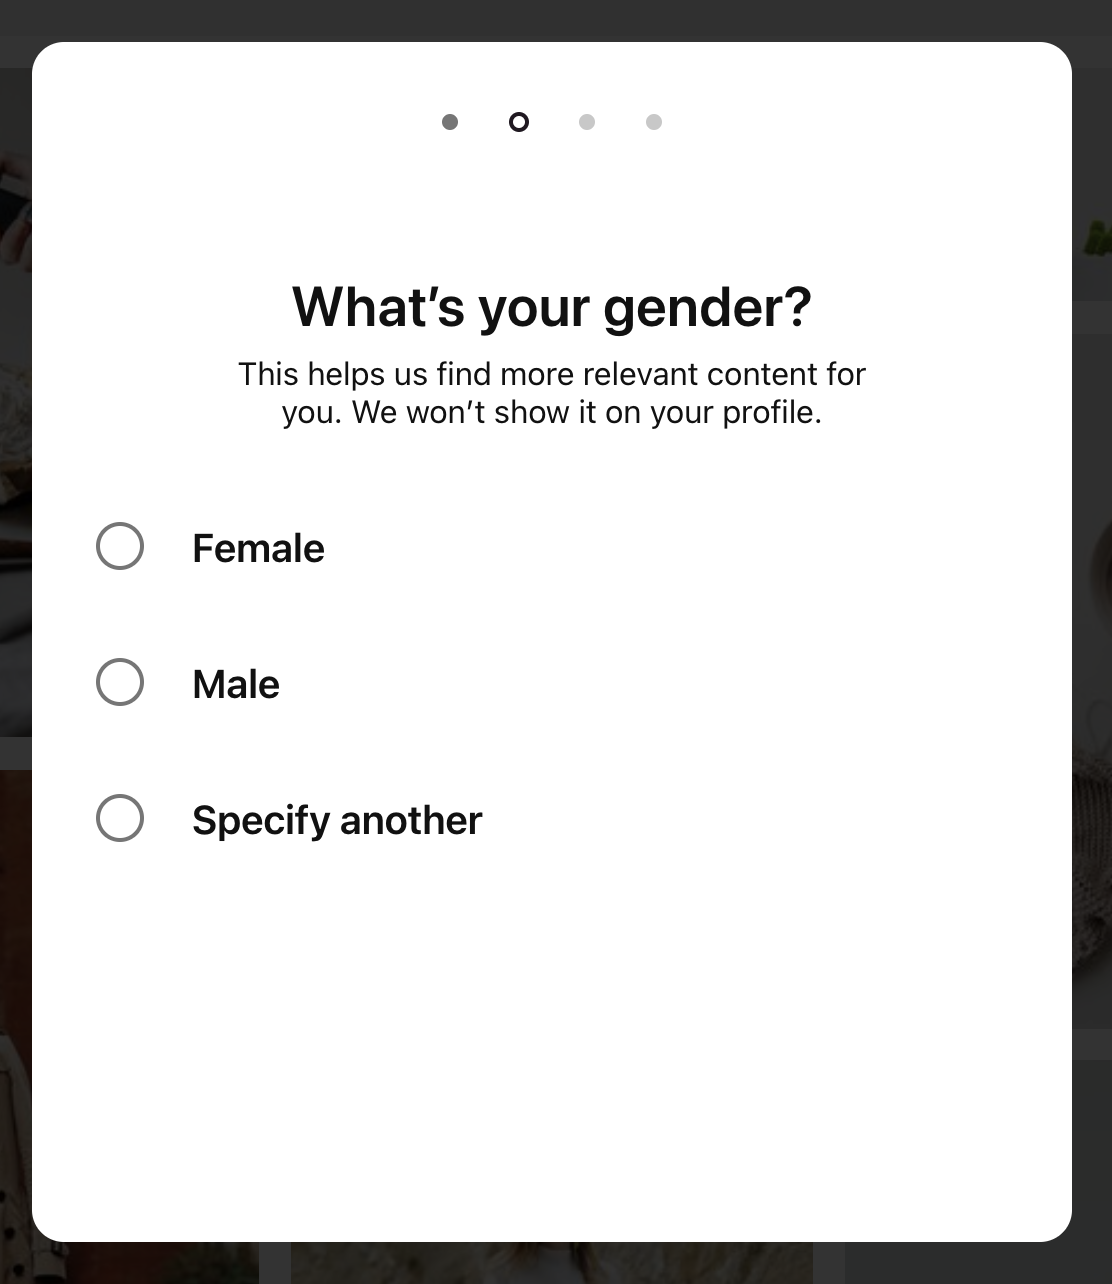 What’s your gender?
This helps us find more relevant content for
you. We won’t show it on your profile.
Female
Male
Specify another